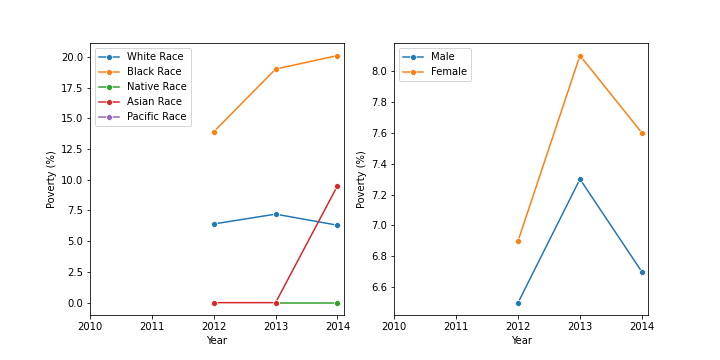 White Race
Black Race
Native Race
Asian Race
Pacific Race
20.0
17.5
15.0
12.5
10.0
7.5
5.0
2.5
0.0
Poverty (%)
2010 2011 2012 2013 2014
Year
Male
Female
8.0
7.8
7.6
7.4
7.2
7.0
6.8
6.6
Poverty (%)
2010 2011 2012 2013 2014
Year